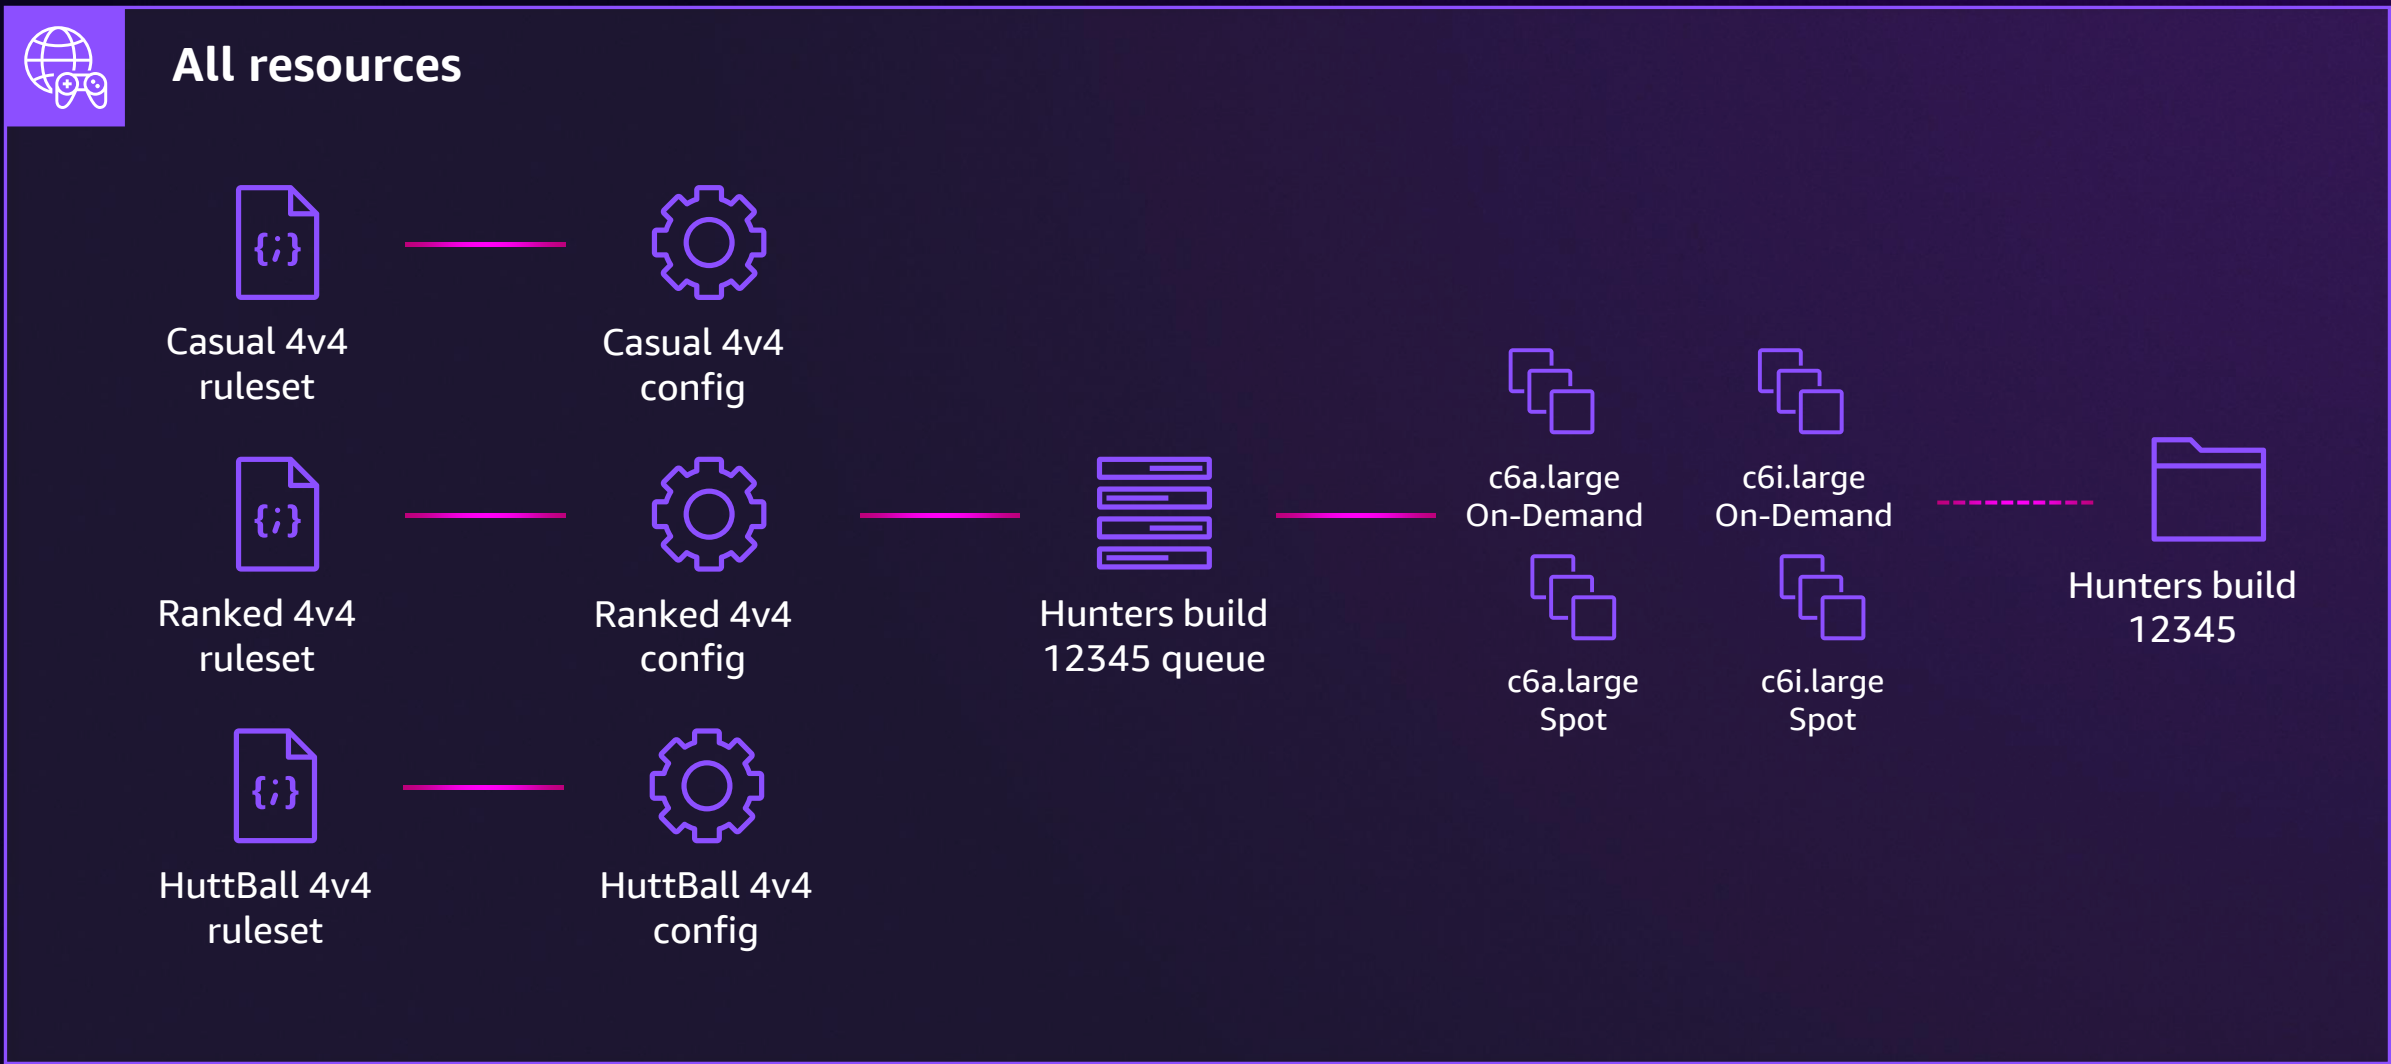 All resources
Casual 4v4
ruleset
Casual 4v4
config
Ranked 4v4
ruleset
Ranked 4v4
config
HuttBall 4v4
ruleset
HuttBall 4v4
config
Hunters build
12345 queue
c6a.large
On-Demand
c6i.large
On-Demand
c6a.large
Spot
c6i.large
Spot
Hunters build
12345